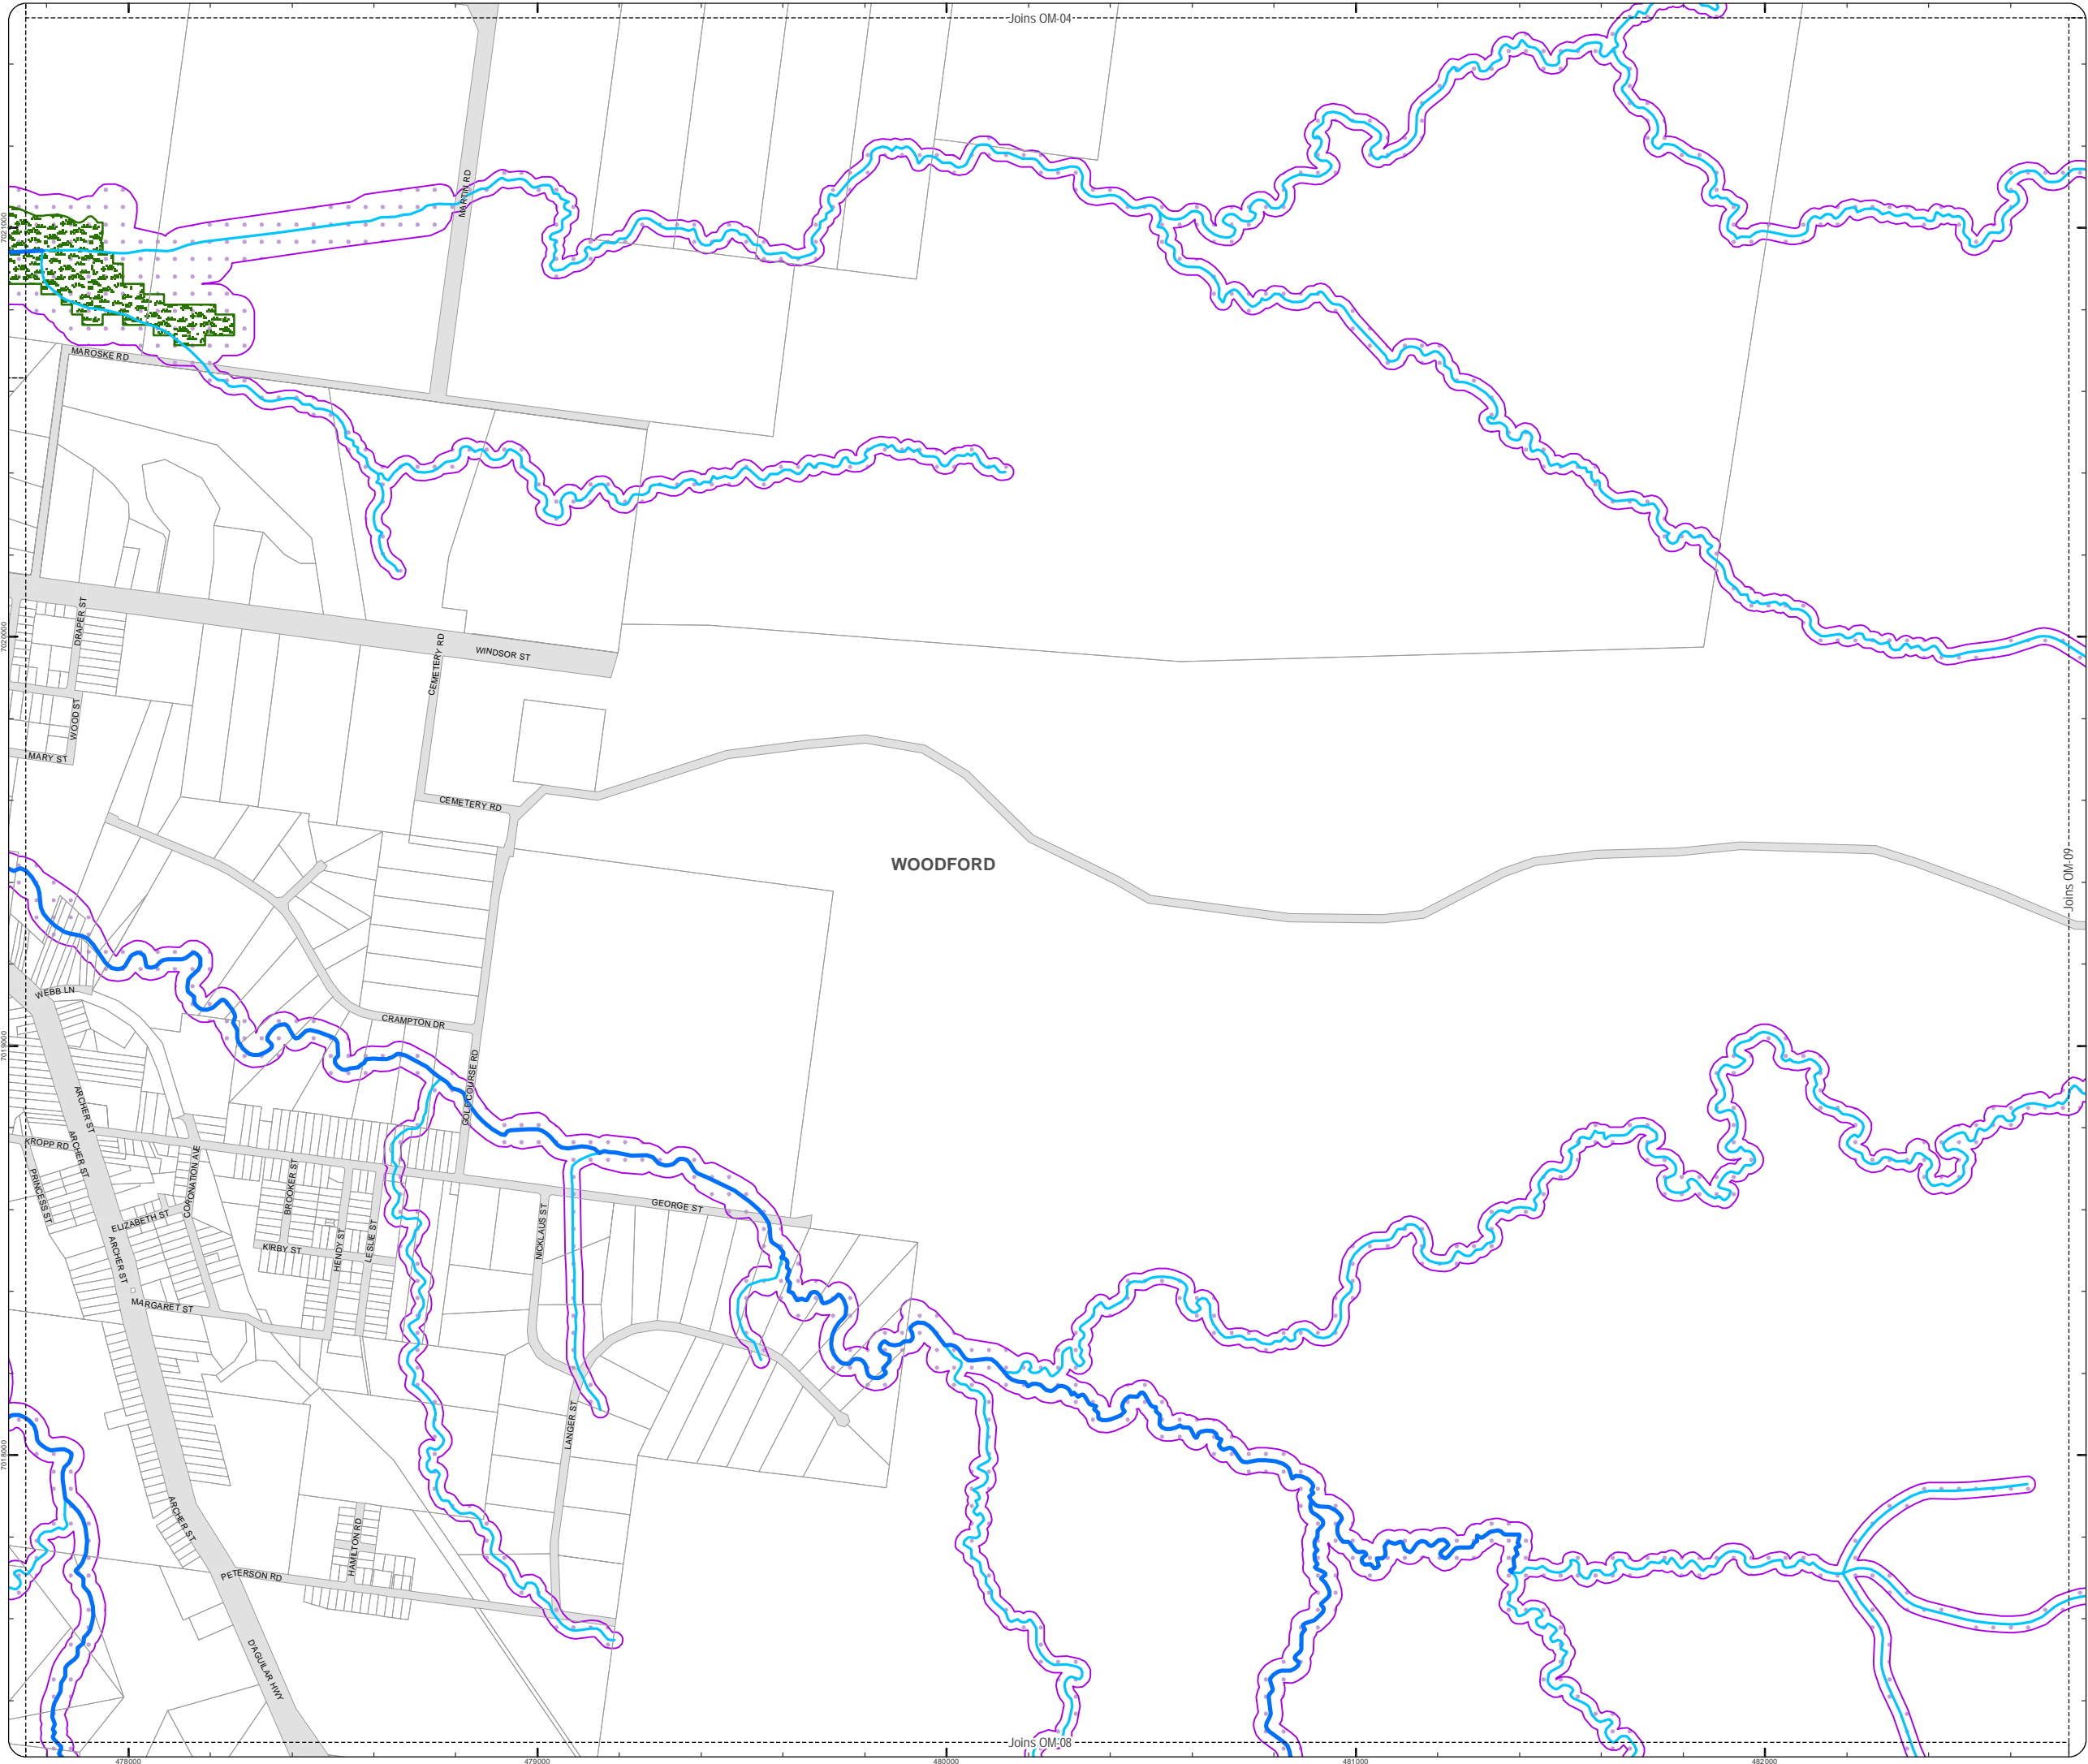 Joins OM-04
MARTIN RD
7021000
MAROSKE RD
DRAPER ST
7020000
CEMETERY RD
WINDSOR ST
WOOD ST
MARY ST
CEMETERY RD
WOODFORD
Joins OM-09
WEBB LN
CRAMPTON DR
7019000
GOLF COURSE RD
ARCHER ST
ARCHER ST
KROPP RD
CORONATION AVE
PRINCESS ST
BROOKER ST
ELIZABETH ST
GEORGE ST
NICKLAUS ST
HENDY ST
LESLIE ST
KIRBY ST
ARCHER ST
MARGARET ST
LANGER ST
7018000
ARCHER ST
HAMILTON RD
PETERSON RD
D'AGUILAR HWY
Joins OM-08
478000
479000
480000
481000
482000